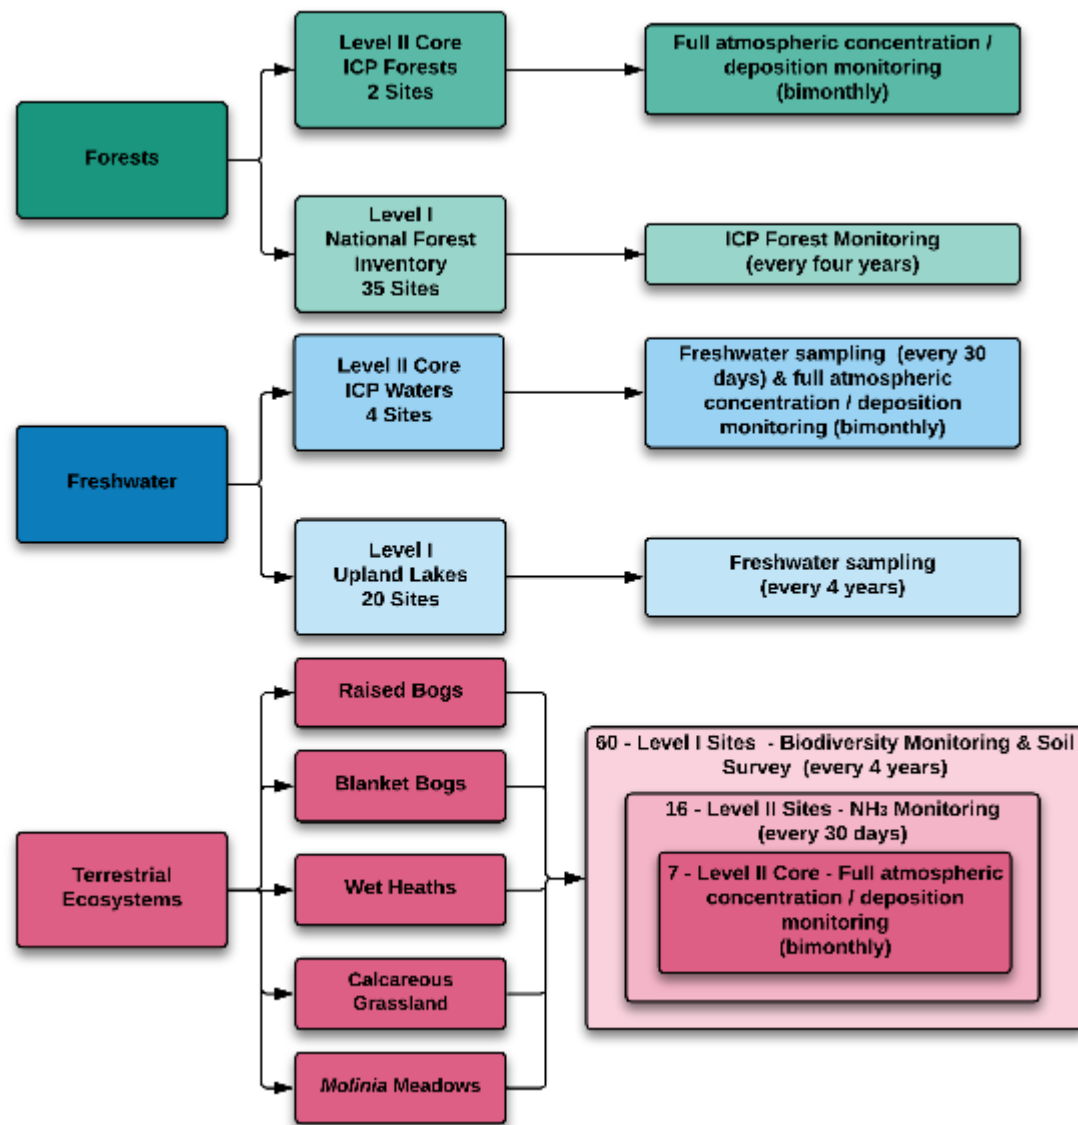 Level II Core
ICP Forests
2 Sites
Full atmospheric concentration /
deposition monitoring
(bimonthly)
Forests
Level I
National Forest
Inventory
35 Sites
ICP Forest Monitoring
(every four years)
Level II Core
ICP Waters
4 Sites
Freshwater sampling (every 30
days) & full atmospheric
concentration / deposition
monitoring (bimonthly)
Freshwater
Level I
Upland Lakes
20 Sites
Freshwater sampling
(every 4 years)
Terrestrial
Ecosystems
Raised Bogs
Blanket Bogs
Wet Heaths
Calcareous
Grassland
Molinia Meadows
60 - Level I Sites - Biodiversity Monitoring & Soil
Survey (every 4 years)
16 - Level II Sites - NH₃ Monitoring
(every 30 days)
7 - Level II Core - Full atmospheric
concentration / deposition
monitoring
(bimonthly)